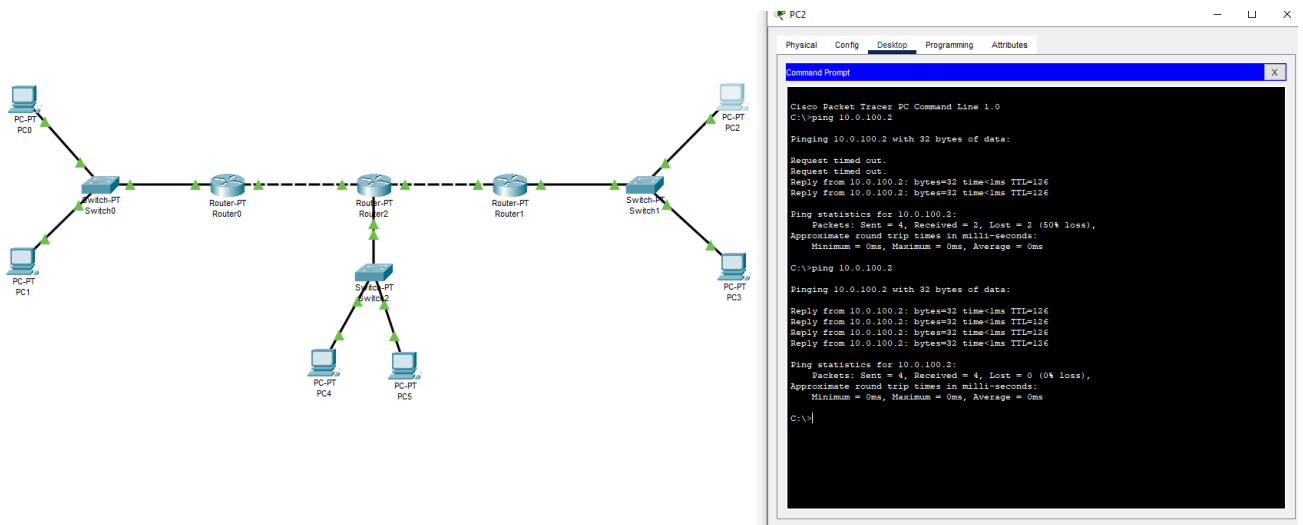 PC-PT
PC0
PC-PT
PC1
Switch-PT
Switch0
Router-PT
Router0
Router-PT
Router2
Router-PT
Router1
Switch-PT
Switch1
PC-PT
PC2
PC-PT
PC3
Switch-PT
Switch2
PC-PT
PC4
PC-PT
PC5
PC2
Physical Config Desktop Programming Attributes
Command Prompt
X
Cisco Packet Tracer PC Command Line 1.0
C:\>ping 10.0.100.2
Pinging 10.0.100.2 with 32 bytes of data:
Request timed out.
Request timed out.
Reply from 10.0.100.2: bytes=32 time<1ms TTL=126
Reply from 10.0.100.2: bytes=32 time<1ms TTL=126
Ping statistics for 10.0.100.2:
Packets: Sent = 4, Received = 2, Lost = 2 (50% loss),
Approximate round trip times in milli-seconds:
Minimum = 0ms, Maximum = 0ms, Average = 0ms
C:\>ping 10.0.100.2
Pinging 10.0.100.2 with 32 bytes of data:
Reply from 10.0.100.2: bytes=32 time<1ms TTL=126
Reply from 10.0.100.2: bytes=32 time<1ms TTL=126
Reply from 10.0.100.2: bytes=32 time<1ms TTL=126
Reply from 10.0.100.2: bytes=32 time<1ms TTL=126
Ping statistics for 10.0.100.2:
Packets: Sent = 4, Received = 4, Lost = 0 (0% loss),
Approximate round trip times in milli-seconds:
Minimum = 0ms, Maximum = 0ms, Average = 0ms
C:\>